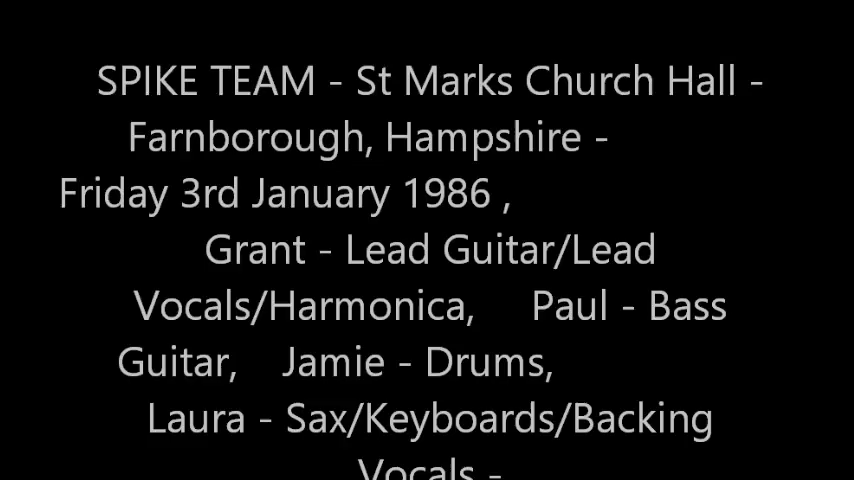 SPIKE TEAM - St Marks Church Hall -
Farnborough, Hampshire -
Friday 3rd January 1986 ,
Grant - Lead Guitar/Lead
Vocals/Harmonica, Paul - Bass
Guitar, Jamie - Drums,
Laura - Sax/Keyboards/Backing
Vocals -